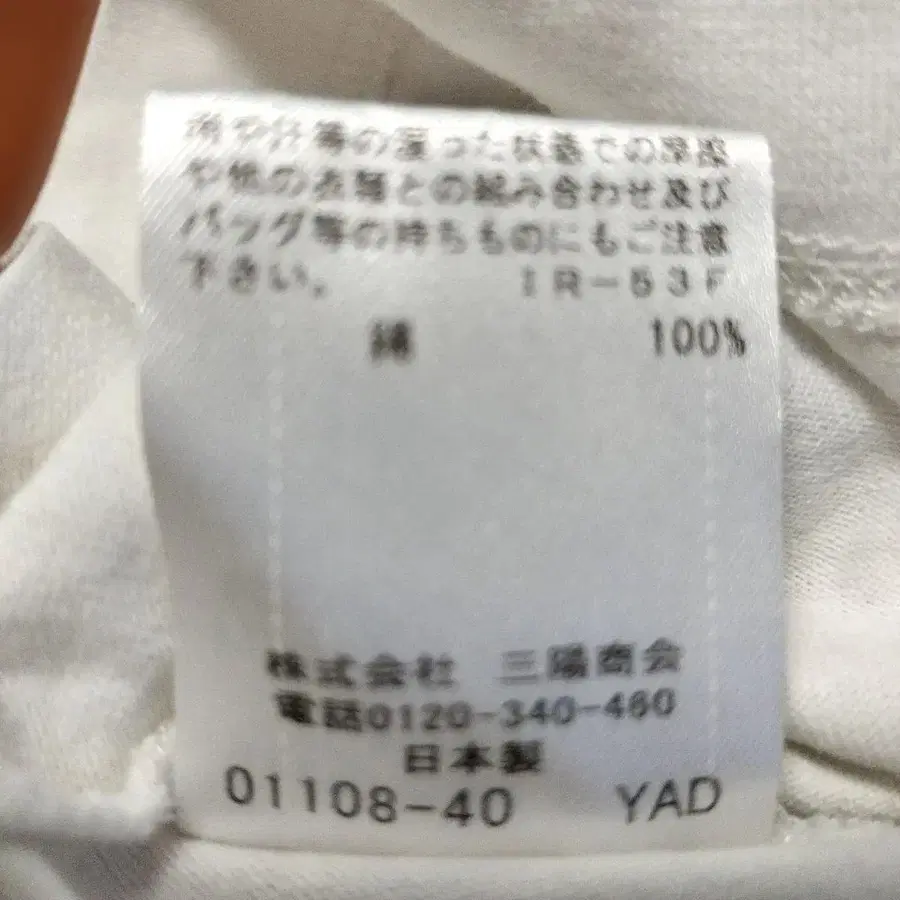 雨や汗等の湿った状態での摩擦
や他の衣類との組み合わせ及び
バッグ等の持ちものにもご注意
下さい。 IR-53F
綿 100%
株式会社 三陽商会
電話0120-340-460
日本製
01108-40 YAD